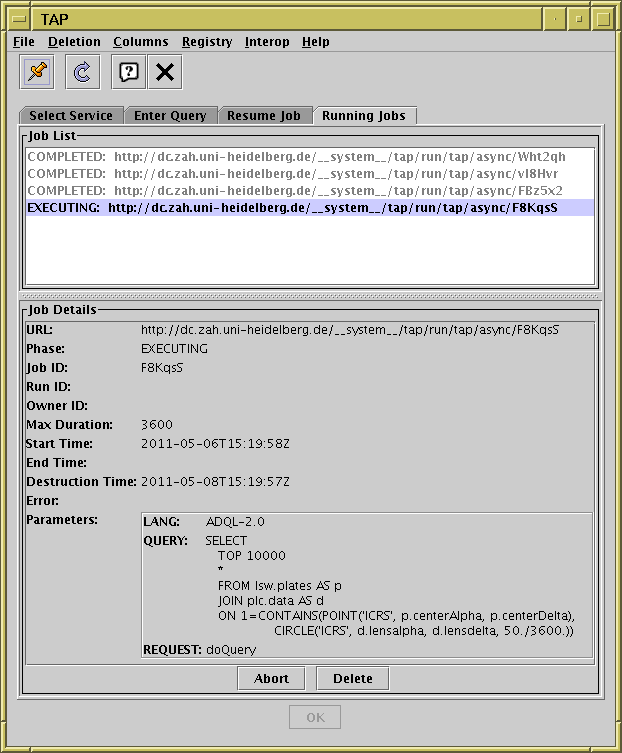 TAP
File Deletion Columns Registry Interop Help
Select Service Enter Query Resume Job Running Jobs
Job List
COMPLETED: http://dc.zah.uni-heidelberg.de/__system__/tap/run/tap/async/Wht2qh
COMPLETED: http://dc.zah.uni-heidelberg.de/__system__/tap/run/tap/async/vl8Hvr
COMPLETED: http://dc.zah.uni-heidelberg.de/__system__/tap/run/tap/async/FBz5x2
EXECUTING: http://dc.zah.uni-heidelberg.de/__system__/tap/run/tap/async/F8KqsS
Job Details
URL: http://dc.zah.uni-heidelberg.de/__system__/tap/run/tap/async/F8KqsS
Phase: EXECUTING
Job ID: F8KqsS
Run ID:
Owner ID:
Max Duration: 3600
Start Time: 2011-05-06T15:19:58Z
End Time:
Destruction Time: 2011-05-08T15:19:57Z
Error:
Parameters:
LANG: ADQL-2.0
QUERY: SELECT
TOP 10000
*
FROM lsw.plates AS p
JOIN plc.data AS d
ON 1=CONTAINS(POINT('ICRS', p.centerAlpha, p.centerDelta),
CIRCLE('ICRS', d.lensalpha, d.lensdelta, 50./3600.))
REQUEST: doQuery
Abort Delete
OK